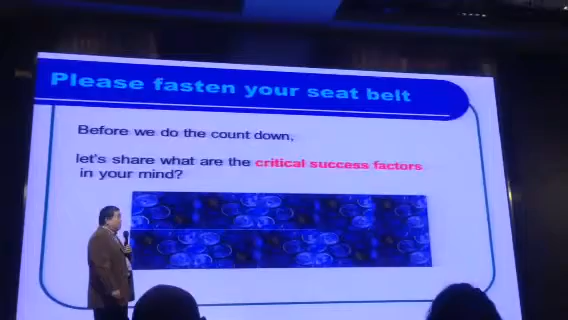 Please fasten your seat belt
Before we do the count down,
let's share what are the critical success factors
in your mind?